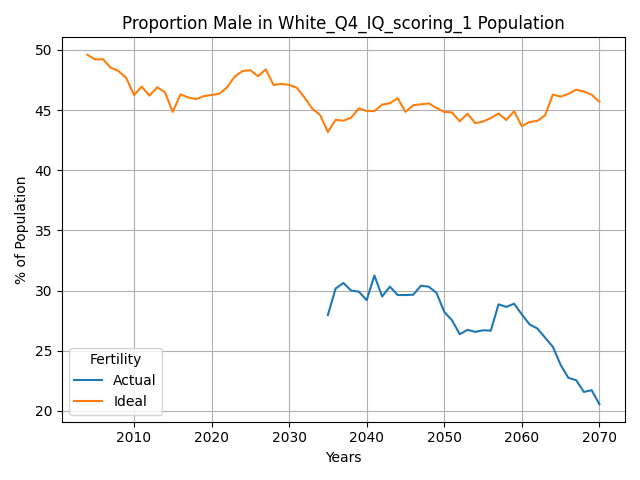 Proportion Male in White_Q4_IQ_scoring_1 Population
% of Population
50
45
40
35
30
25
20
Fertility
Actual
Ideal
2010 2020 2030 2040 2050 2060 2070
Years